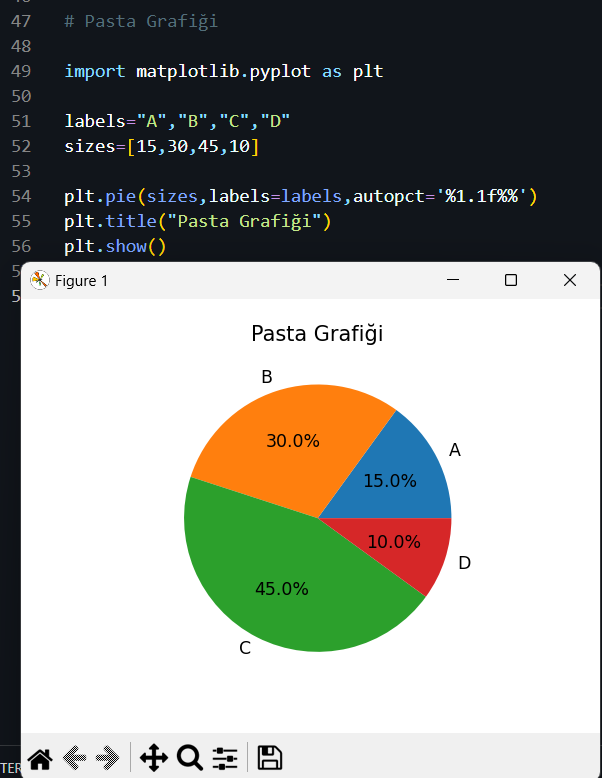 47 # Pasta Grafiği
48
49 import matplotlib.pyplot as plt
50
51 labels="A","B","C","D"
52 sizes=[15,30,45,10]
53
54 plt.pie(sizes,labels=labels,autopct='%1.1f%%')
55 plt.title("Pasta Grafiği")
56 plt.show()
Figure 1
Pasta Grafiği
B
30.0%
A
15.0%
10.0%
D
45.0%
C
TER